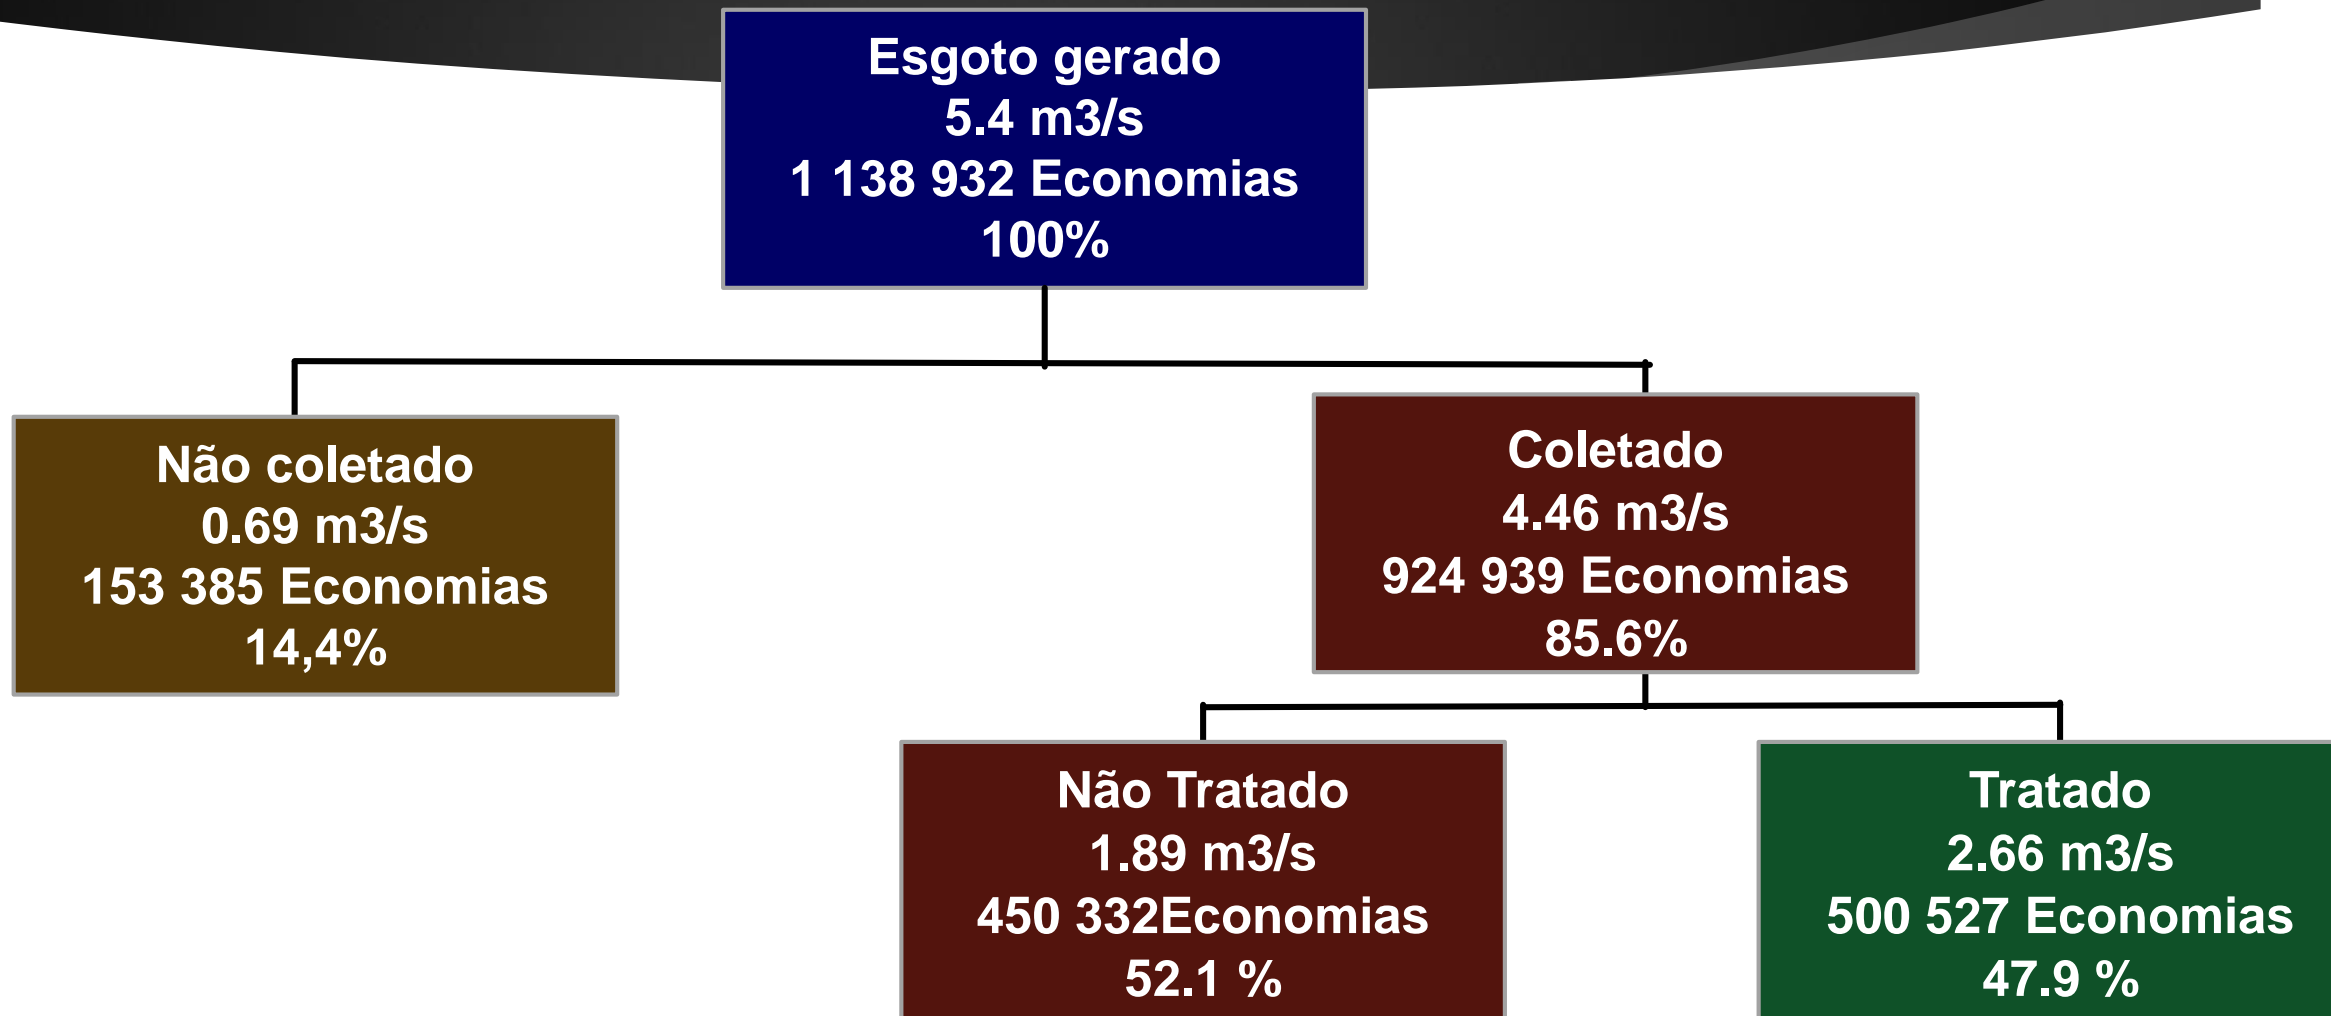 Esgoto gerado
5.4 m3/s
1 138 932 Economias
100%
Não coletado
0.69 m3/s
153 385 Economias
14,4%
Coletado
4.46 m3/s
924 939 Economias
85.6%
Não Tratado
1.89 m3/s
450 332Economias
52.1 %
Tratado
2.66 m3/s
500 527 Economias
47.9 %